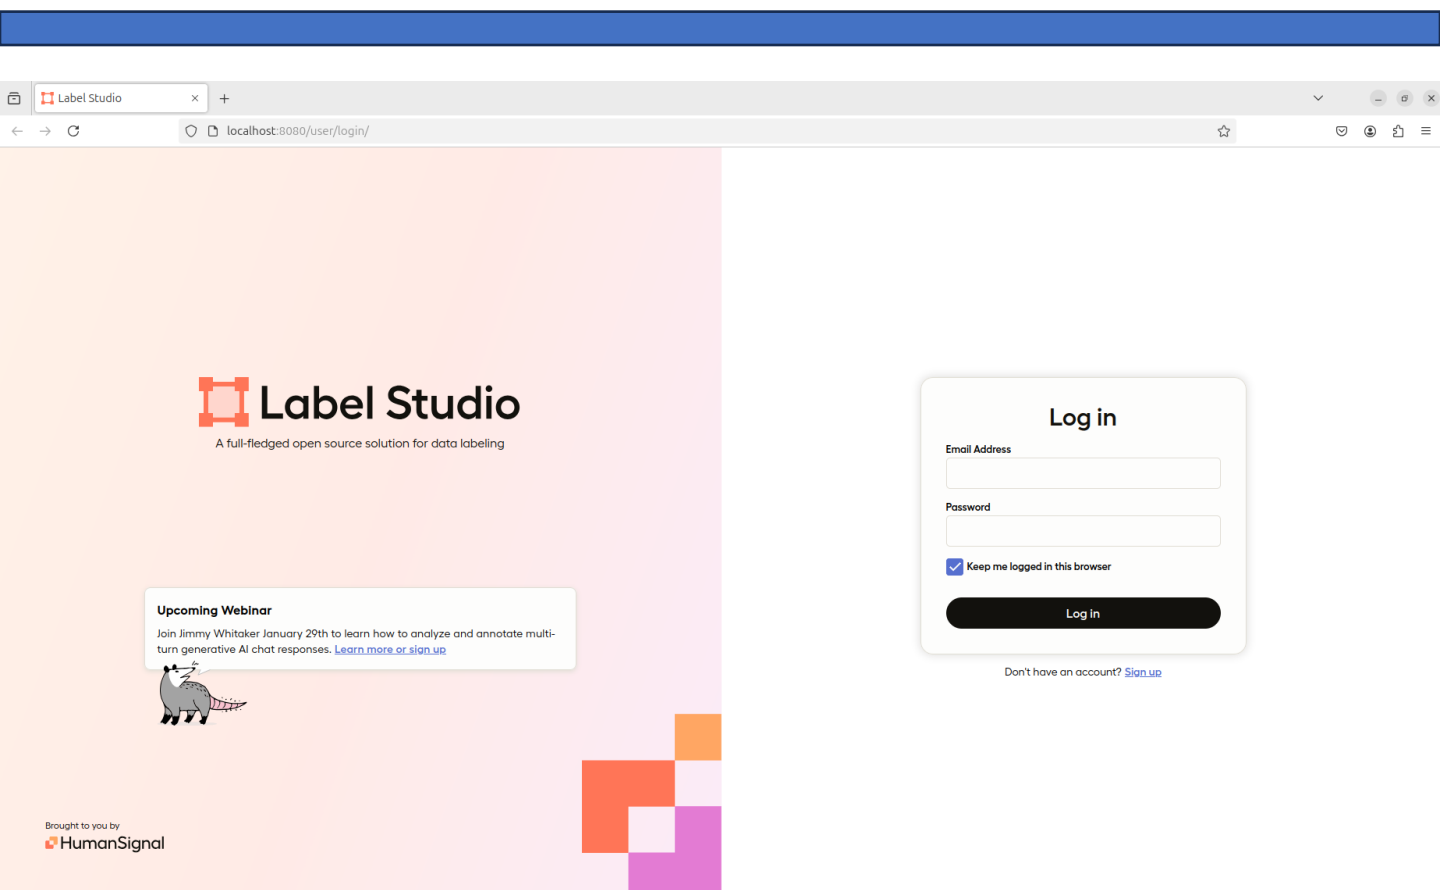 Label Studio
localhost:8080/user/login/
Label Studio
A full-fledged open source solution for data labeling
Upcoming Webinar
Join Jimmy Whitaker January 29th to learn how to analyze and annotate multi-
turn generative AI chat responses. Learn more or sign up
Brought to you by
HumanSignal
Log in
Email Address
Password
Keep me logged in this browser
Log in
Don't have an account? Sign up